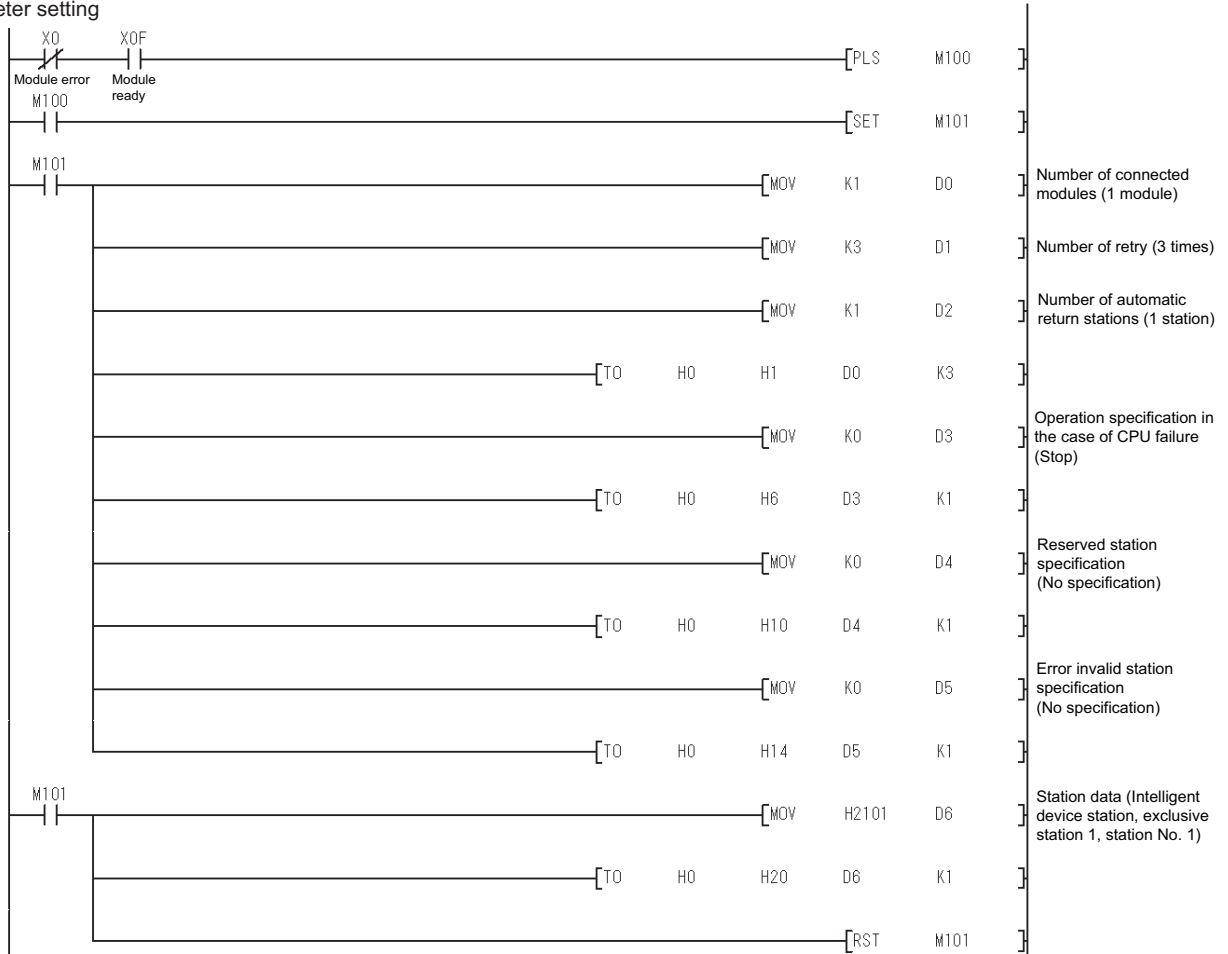 eter setting
X0 X0F
[PLS M100 ]
Module error Module ready
M100
[SET M101 ]
M101
[MOV K1 D0 ] Number of connected modules (1 module)
[MOV K3 D1 ] Number of retry (3 times)
[MOV K1 D2 ] Number of automatic return stations (1 station)
[TO H0 H1 D0 K3 ]
[MOV K0 D3 ] Operation specification in the case of CPU failure (Stop)
[TO H0 H6 D3 K1 ]
[MOV K0 D4 ] Reserved station specification (No specification)
[TO H0 H10 D4 K1 ]
[MOV K0 D5 ] Error invalid station specification (No specification)
[TO H0 H14 D5 K1 ]
M101
[MOV H2101 D6 ] Station data (Intelligent device station, exclusive station 1, station No. 1)
[TO H0 H20 D6 K1 ]
[RST M101 ]